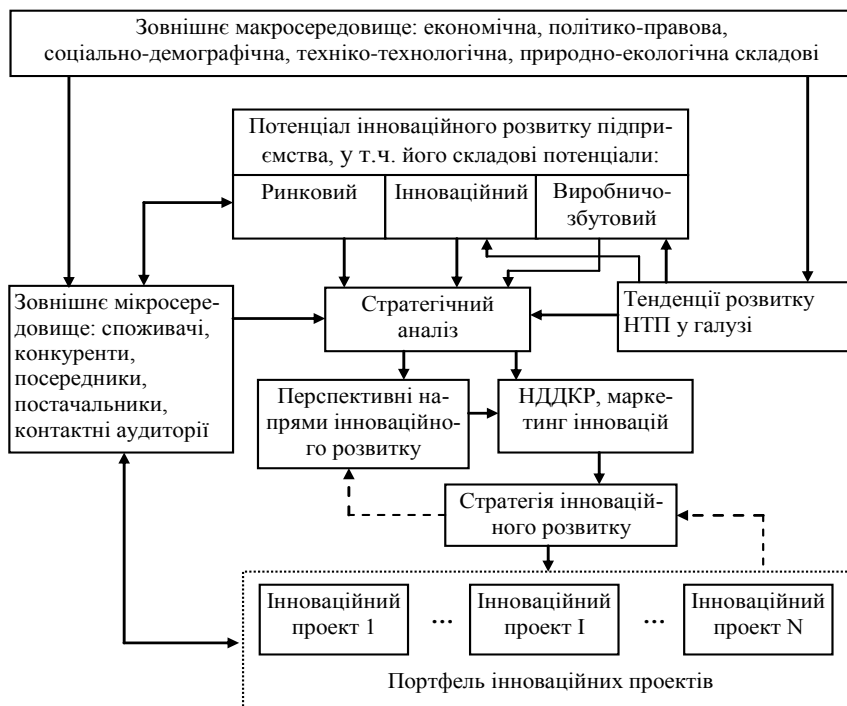 Зовнішнє макросередовище: економічна, політико-правова,
соціально-демографічна, техніко-технологічна, природно-екологічна складові
Потенціал інноваційного розвитку підпри-
ємства, у т.ч. його складові потенціали:
Ринковий
Інноваційний
Виробничо-
збутовий
Зовнішнє мікросере-
довище: споживачі,
конкуренти,
посередники,
постачальники,
контактні аудиторії
Стратегічний
аналіз
Тенденції розвитку
НТП у галузі
Перспективні на-
прями інноваційно-
го розвитку
НДДКР, марке-
тинг інновацій
Стратегія інновацій-
ного розвитку
Інноваційний
проект 1
...
Інноваційний
проект I
...
Інноваційний
проект N
Портфель інноваційних проектів